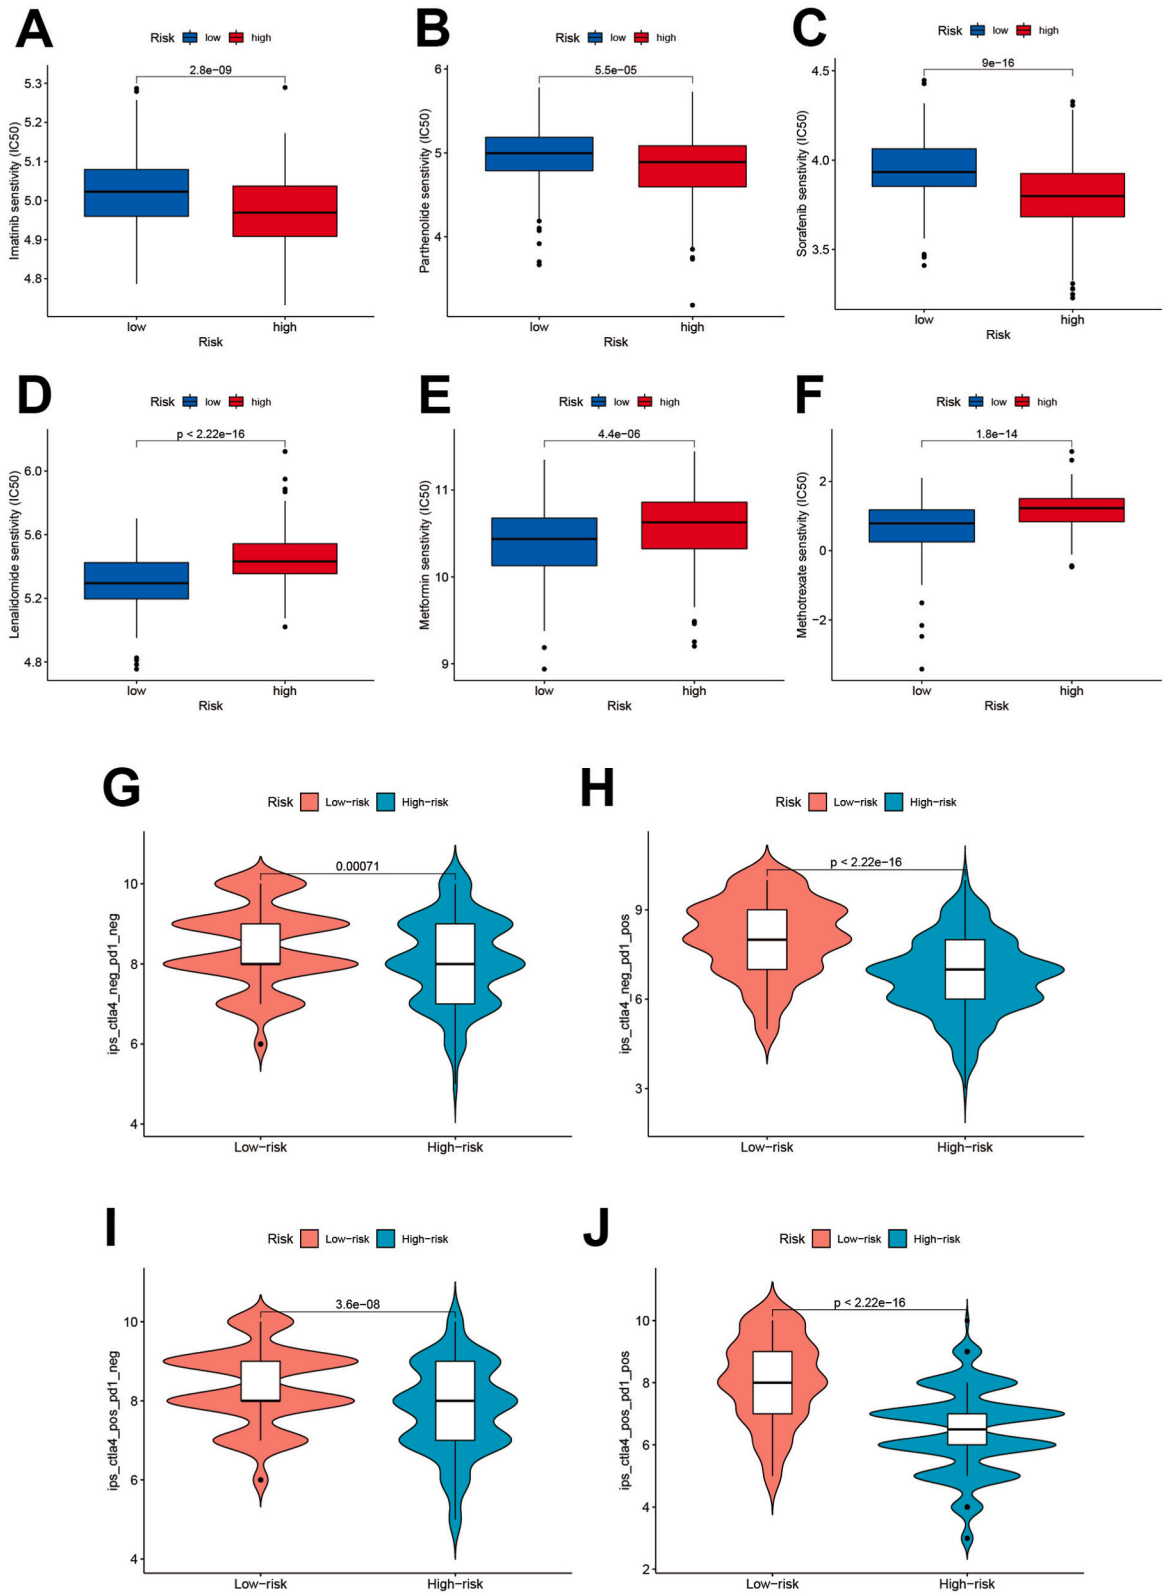 A
Risk low high
2.8e−09
Imatinib senstivity (IC50)
5.3
5.2
5.1
5.0
4.9
4.8
low high
Risk
B
Risk low high
5.5e−05
Parthenolide senstivity (IC50)
6
5
4
low high
Risk
C
Risk low high
9e−16
Sorafenib senstivity (IC50)
4.5
4.0
3.5
low high
Risk
D
Risk low high
p < 2.22e−16
Lenalidomide senstivity (IC50)
6.0
5.6
5.2
4.8
low high
Risk
E
Risk low high
4.4e−06
Metformin senstivity (IC50)
11
10
9
low high
Risk
F
Risk low high
1.8e−14
Methotrexate senstivity (IC50)
2
0
−2
low high
Risk
G
Risk Low−risk High−risk
0.00071
ips_ctla4_neg_pd1_neg
10
8
6
4
Low−risk High−risk
H
Risk Low−risk High−risk
p < 2.22e−16
ips_ctla4_neg_pd1_pos
9
6
3
Low−risk High−risk
I
Risk Low−risk High−risk
3.6e−08
ips_ctla4_pos_pd1_neg
10
8
6
4
Low−risk High−risk
J
Risk Low−risk High−risk
p < 2.22e−16
ips_ctla4_pos_pd1_pos
10
8
6
4
2
Low−risk High−risk